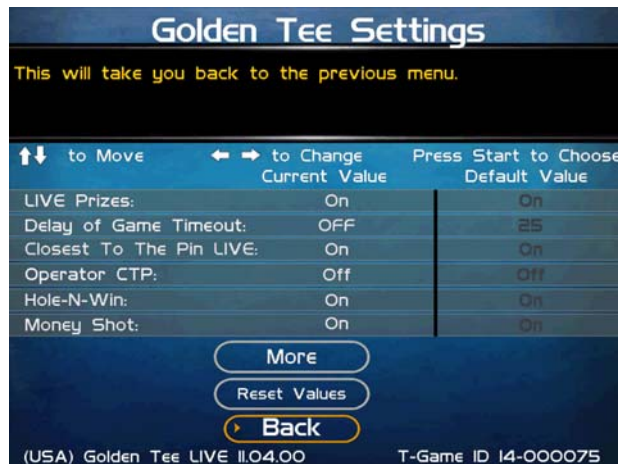 Golden Tee Settings
This will take you back to the previous menu.
to Move to Change Press Start to Choose
Current Value Default Value
LIVE Prizes: On On
Delay of Game Timeout: OFF 25
Closest To The Pin LIVE: On On
Operator CTP: Off Off
Hole-N-Win: On On
Money Shot: On On
More
Reset Values
Back
(USA) Golden Tee LIVE 11.04.00 T-Game ID 14-000075